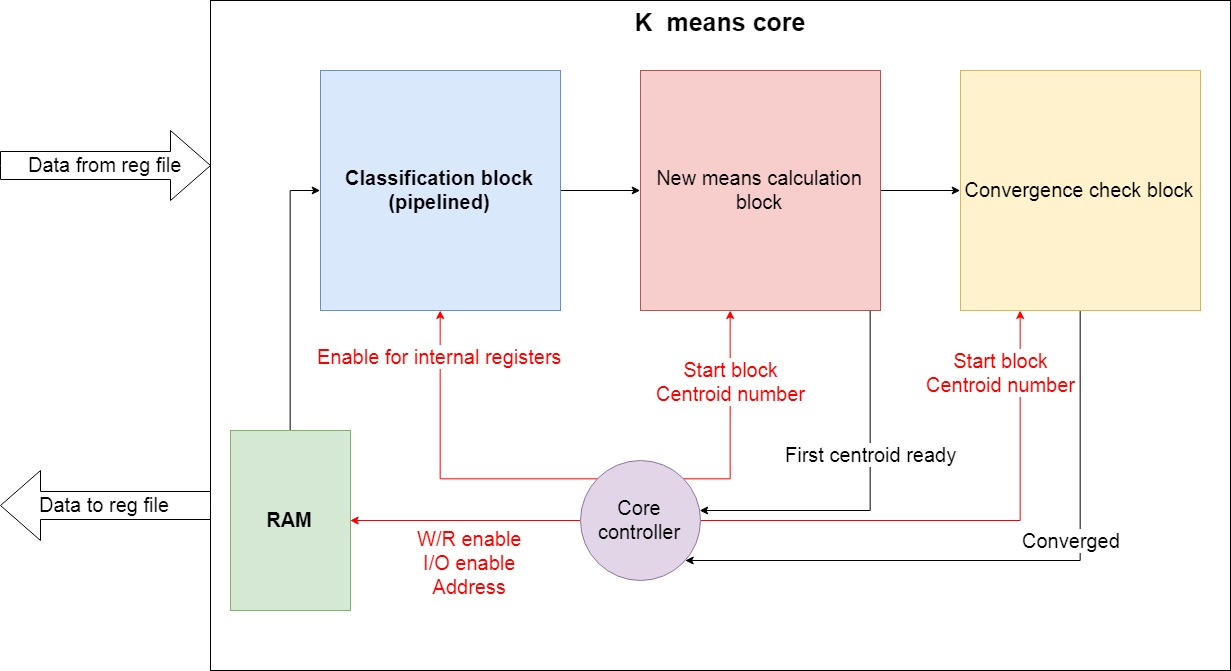 K means core
Data from reg file
Classification block
(pipelined)
New means calculation
block
Convergence check block
Enable for internal registers
Start block
Centroid number
Start block
Centroid number
First centroid ready
Data to reg file
RAM
Core
controller
W/R enable
I/O enable
Address
Converged